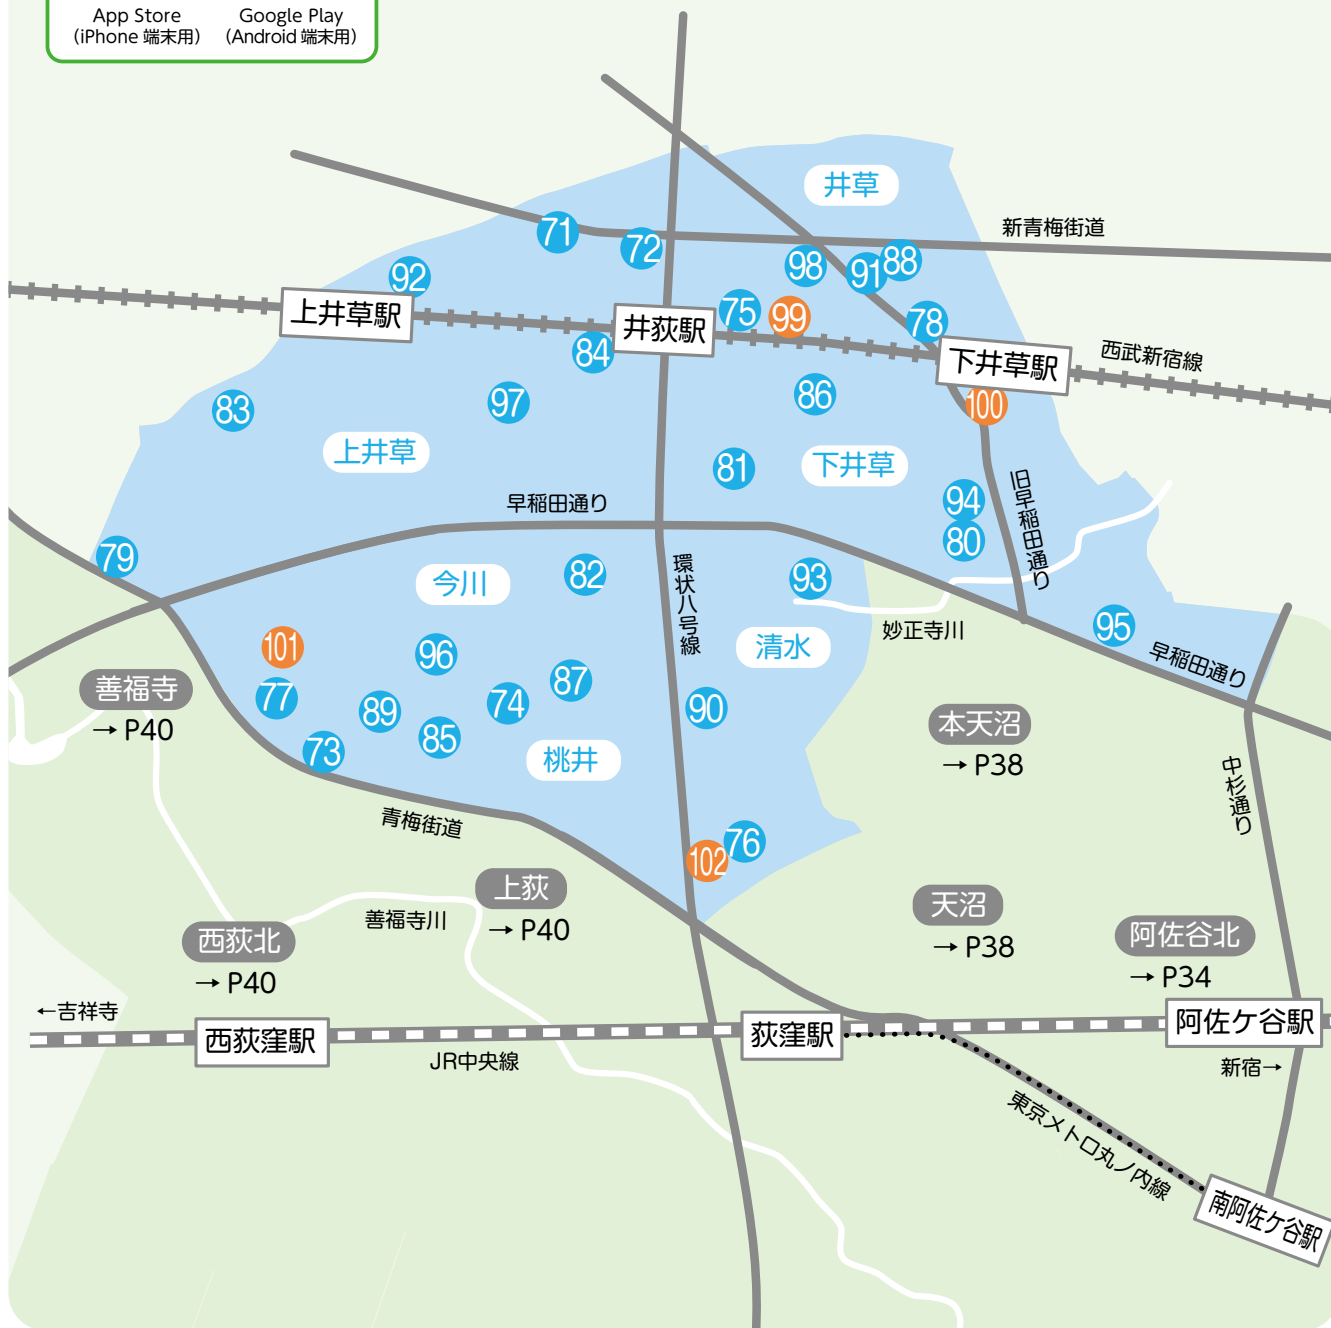 App Store
(iPhone 端末用)
Google Play
(Android 端末用)
井草
新青梅街道
71
72
98
91
88
92
上井草駅
井荻駅
75
99
78
下井草駅
西武新宿線
84
83
97
86
100
上井草
81
下井草
早稲田通り
94
旧早稲田通り
80
79
今川
82
環状八号線
93
妙正寺川
95
早稲田通り
101
96
清水
善福寺
→ P40
77
89
74
87
90
73
85
桃井
本天沼
→ P38
中杉通り
青梅街道
76
102
上荻
→ P40
善福寺川
天沼
→ P38
西荻北
→ P40
阿佐谷北
→ P34
←吉祥寺
西荻窪駅
JR中央線
荻窪駅
阿佐ケ谷駅
新宿→
東京メトロ丸ノ内線
南阿佐ケ谷駅